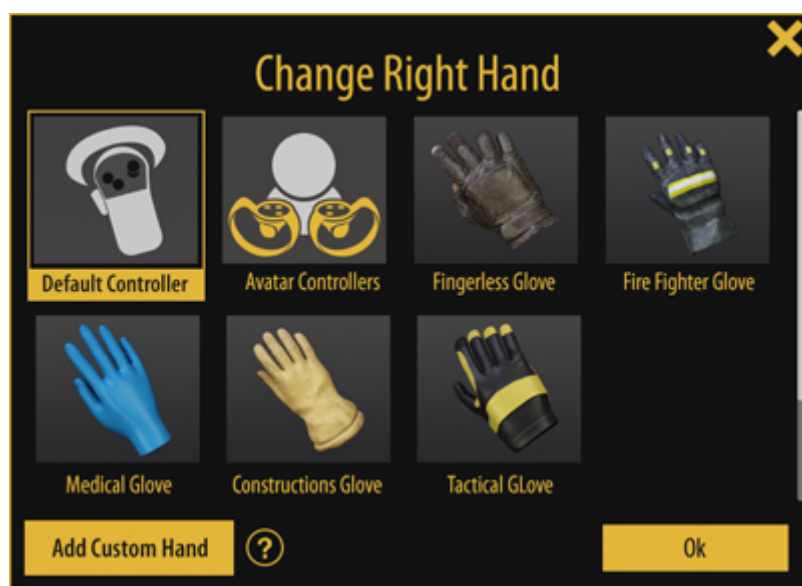 Change Right Hand
Default Controller
Avatar Controllers
Fingerless Glove
Fire Fighter Glove
Medical Glove
Constructions Glove
Tactical GLove
Add Custom Hand
?
Ok